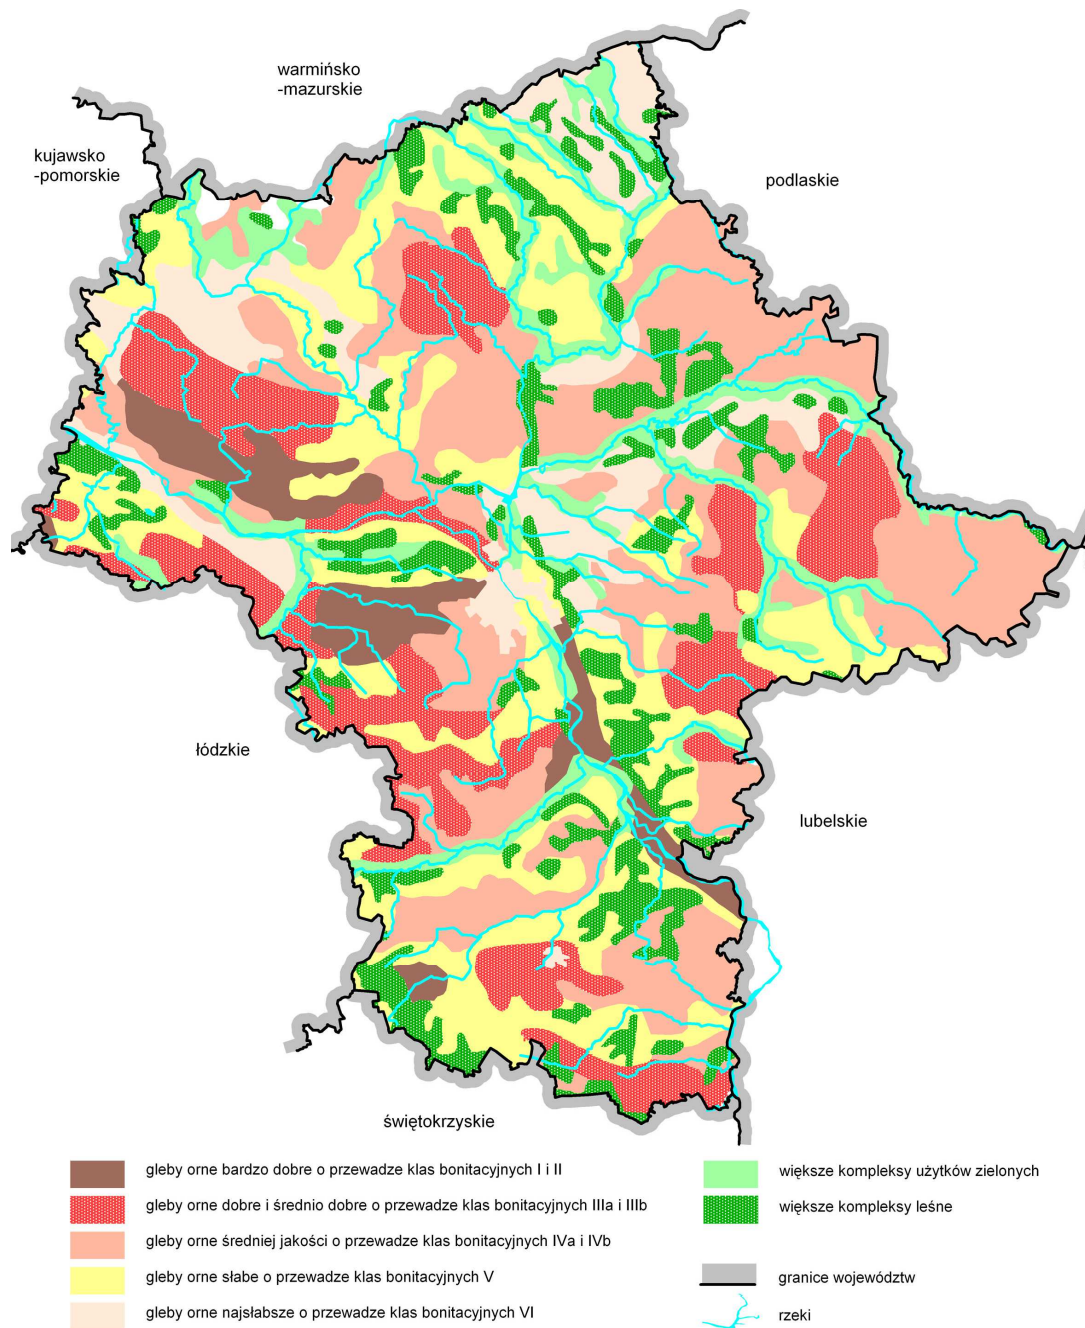 warmińsko
-mazurskie
kujawsko
-pomorskie
podlaskie
łódzkie
lubelskie
świętokrzyskie
gleby orne bardzo dobre o przewadze klas bonitacyjnych I i II
gleby orne dobre i średnio dobre o przewadze klas bonitacyjnych IIIa i IIIb
gleby orne średniej jakości o przewadze klas bonitacyjnych IVa i IVb
gleby orne słabe o przewadze klas bonitacyjnych V
gleby orne najsłabsze o przewadze klas bonitacyjnych VI
większe kompleksy użytków zielonych
większe kompleksy leśne
granice województw
rzeki